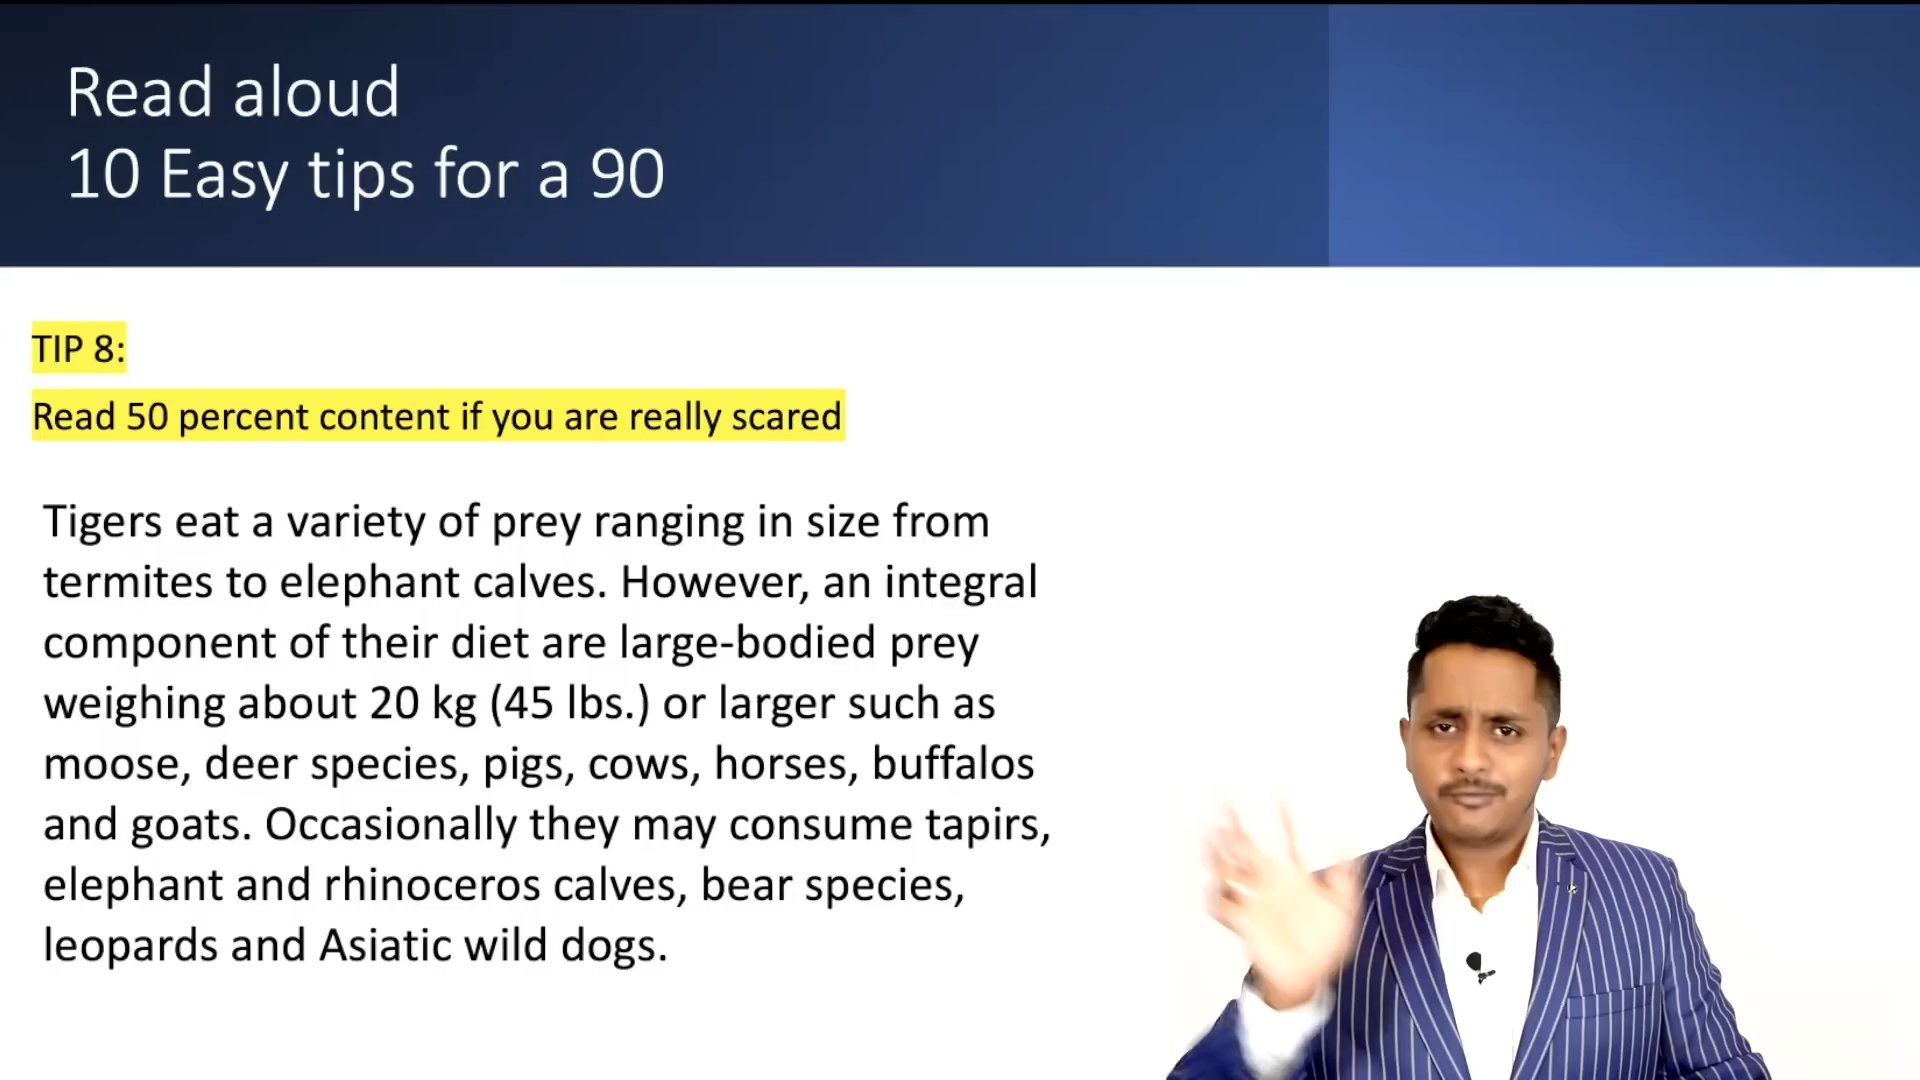 Read aloud
10 Easy tips for a 90
TIP 8:
Read 50 percent content if you are really scared
Tigers eat a variety of prey ranging in size from
termites to elephant calves. However, an integral
component of their diet are large-bodied prey
weighing about 20 kg (45 lbs.) or larger such as
moose, deer species, pigs, cows, horses, buffalos
and goats. Occasionally they may consume tapirs,
elephant and rhinoceros calves, bear species,
leopards and Asiatic wild dogs.